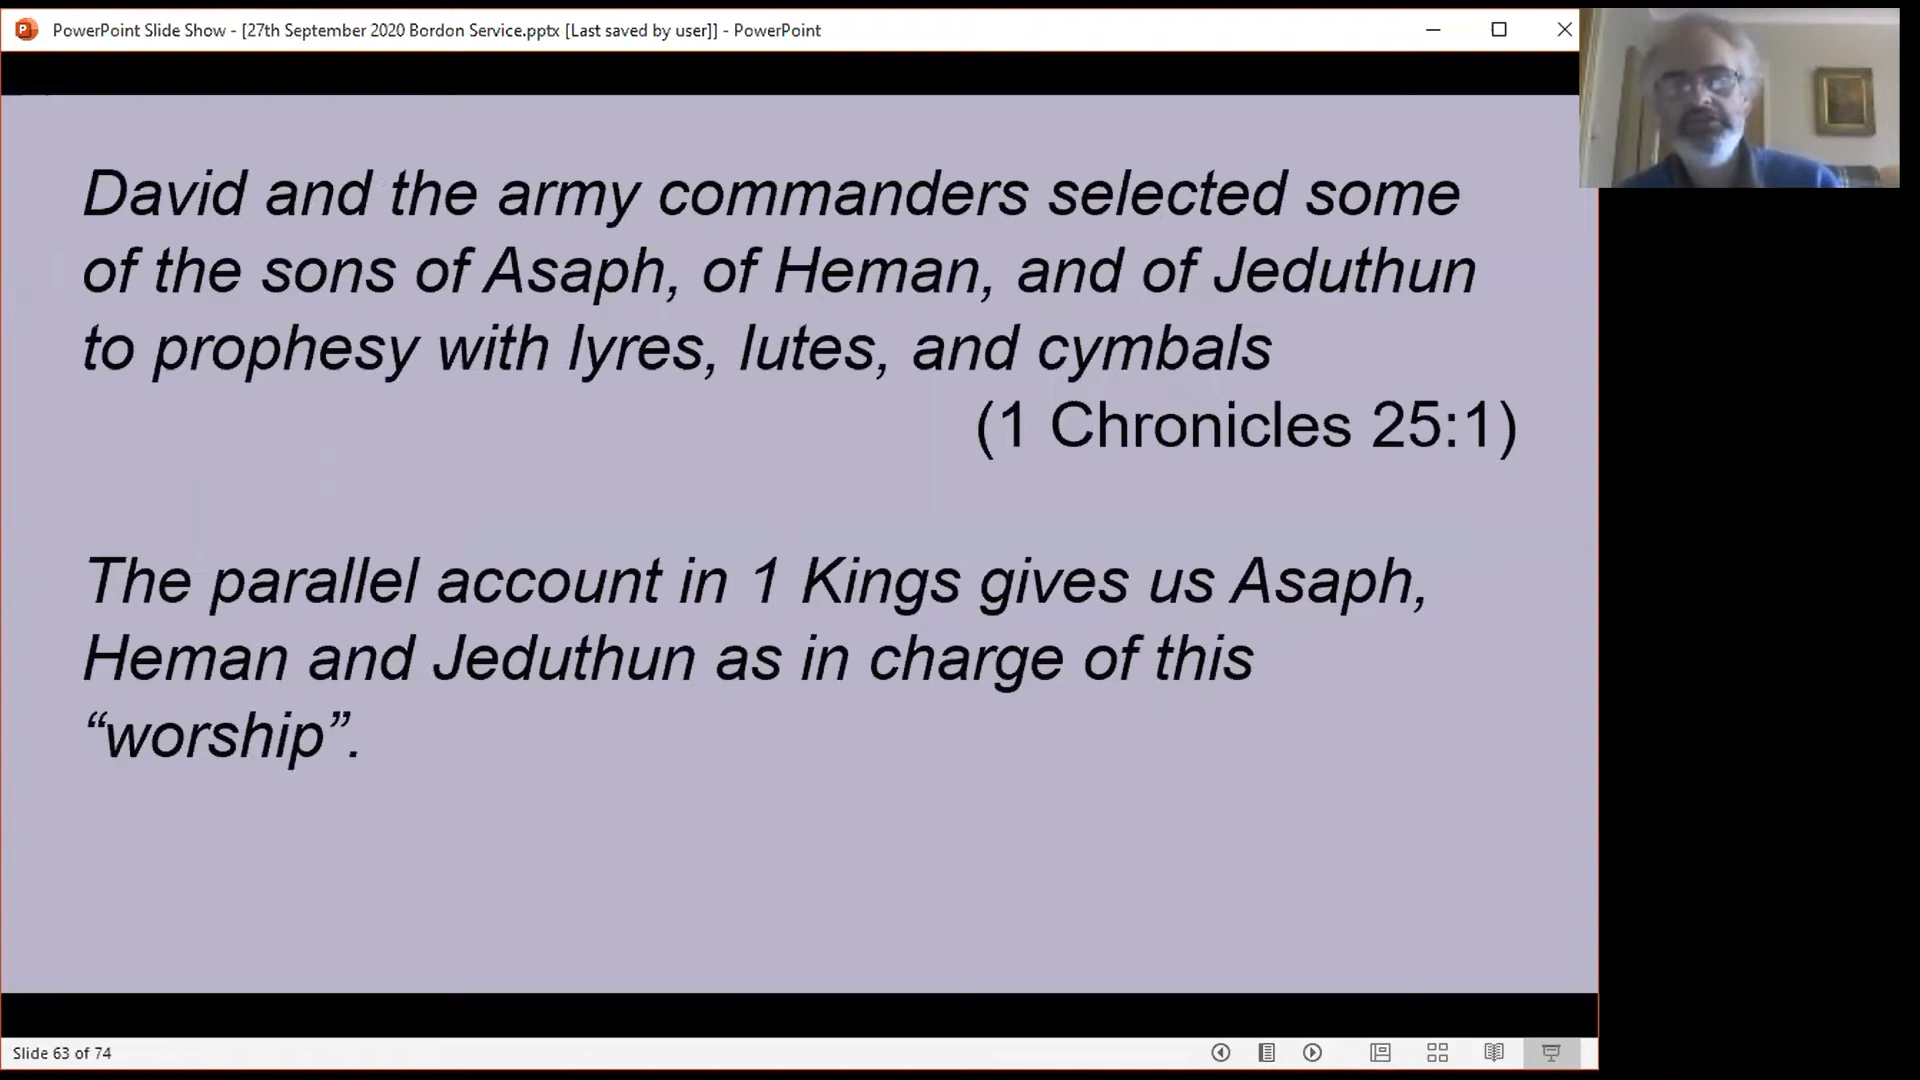 PowerPoint Slide Show - [27th September 2020 Bordon Service.pptx [Last saved by user]] - PowerPoint
David and the army commanders selected some
of the sons of Asaph, of Heman, and of Jeduthun
to prophesy with lyres, lutes, and cymbals
(1 Chronicles 25:1)
The parallel account in 1 Kings gives us Asaph,
Heman and Jeduthun as in charge of this
“worship”.
Slide 63 of 74